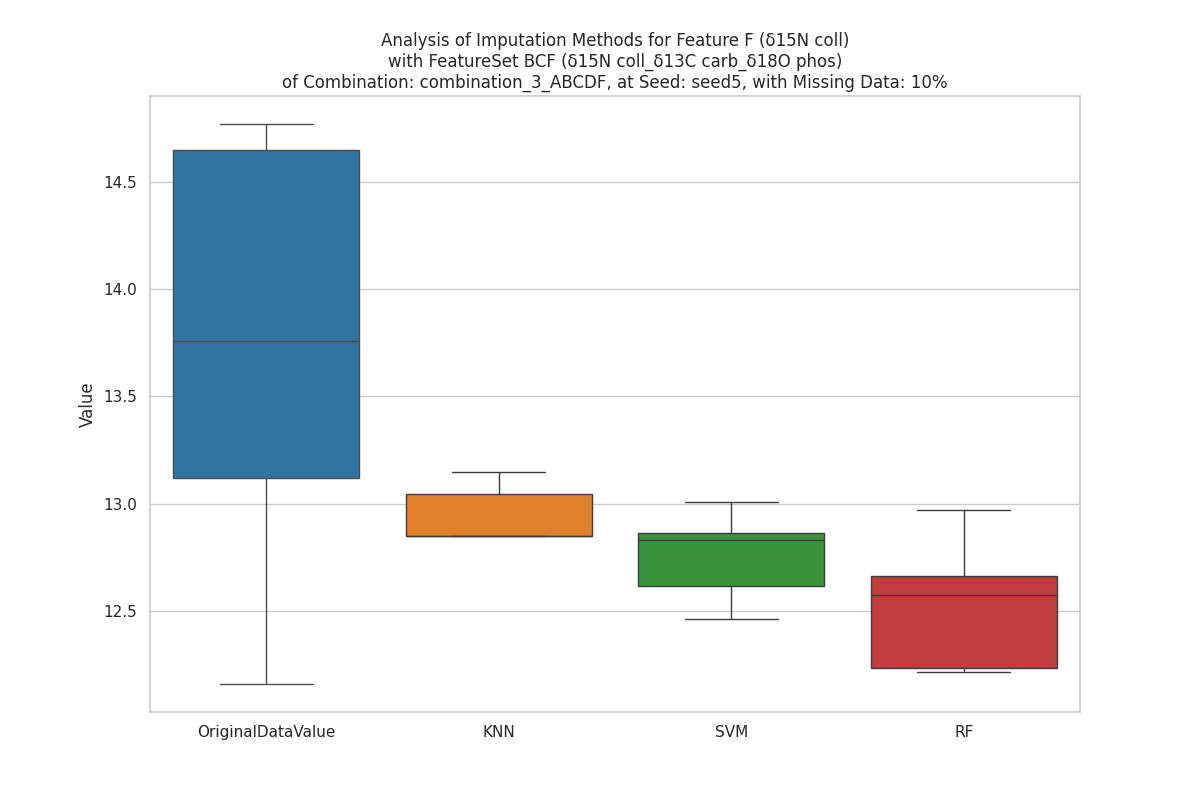 Analysis of Imputation Methods for Feature F (δ15N coll)
with FeatureSet BCF (δ15N coll_δ13C carb_δ18O phos)
of Combination: combination_3_ABCDF, at Seed: seed5, with Missing Data: 10%
Value
14.5
14.0
13.5
13.0
12.5
OriginalDataValue
KNN
SVM
RF